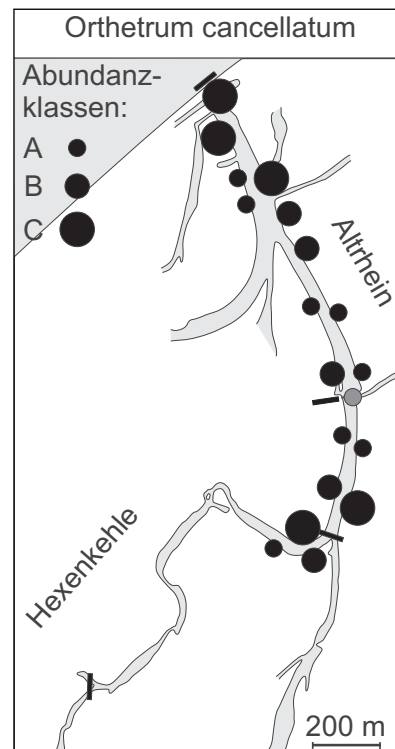 Orthetrum cancellatum
Abundanz-
klassen:
A
B
C
Altrhein
Hexenkehle
200 m